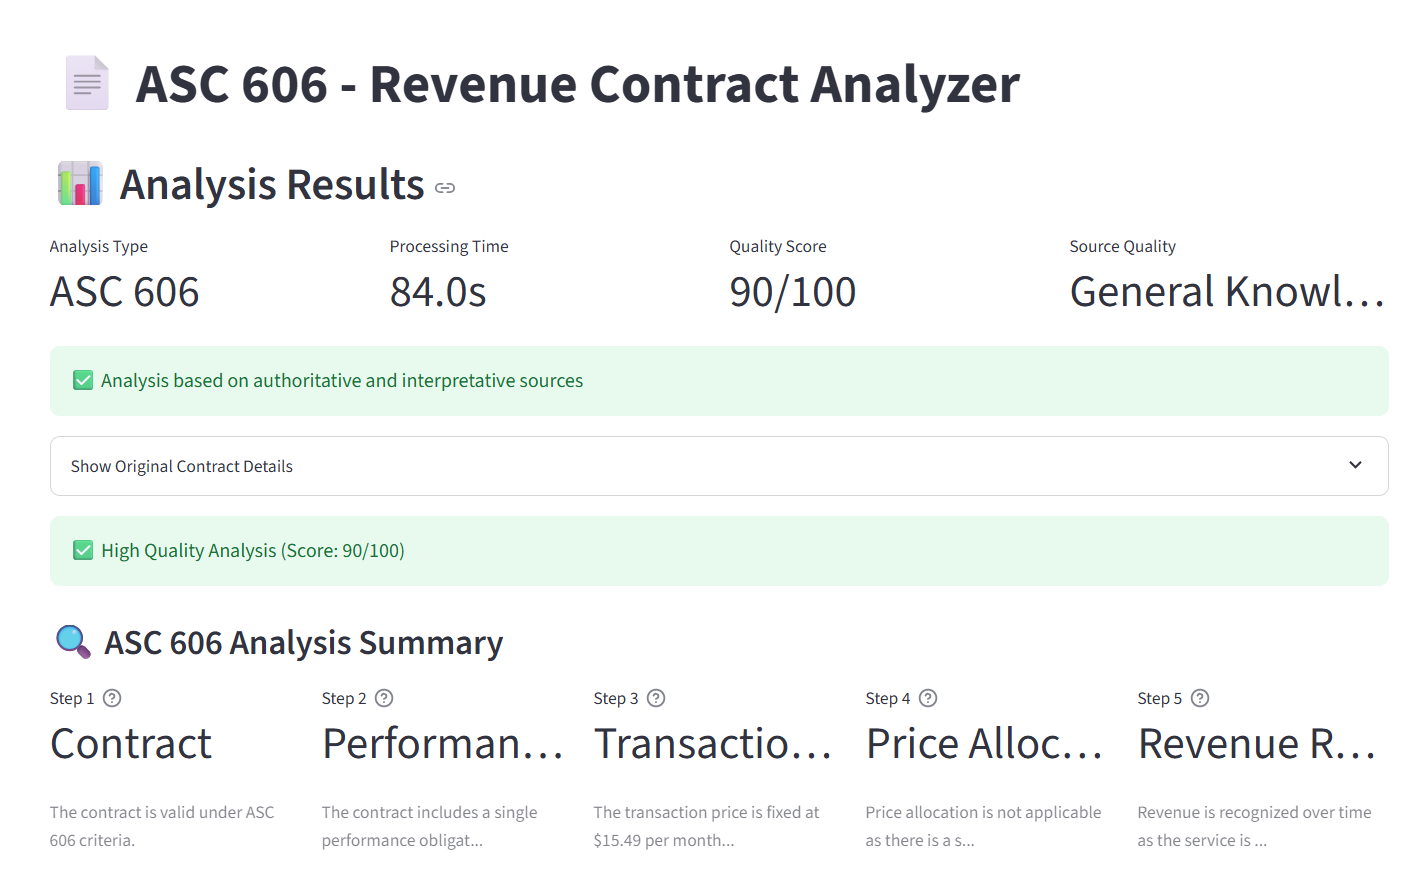 ASC 606 - Revenue Contract Analyzer
Analysis Results
Analysis Type
Processing Time
Quality Score
Source Quality
ASC 606
84.0s
90/100
General Knowl...
Analysis based on authoritative and interpretative sources
Show Original Contract Details
High Quality Analysis (Score: 90/100)
ASC 606 Analysis Summary
Step 1
Contract
The contract is valid under ASC
606 criteria.
Step 2
Performan...
The contract includes a single
performance obligat...
Step 3
Transactio...
The transaction price is fixed at
$15.49 per month...
Step 4
Price Alloc...
Price allocation is not applicable
as there is a s...
Step 5
Revenue R...
Revenue is recognized over time
as the service is ...